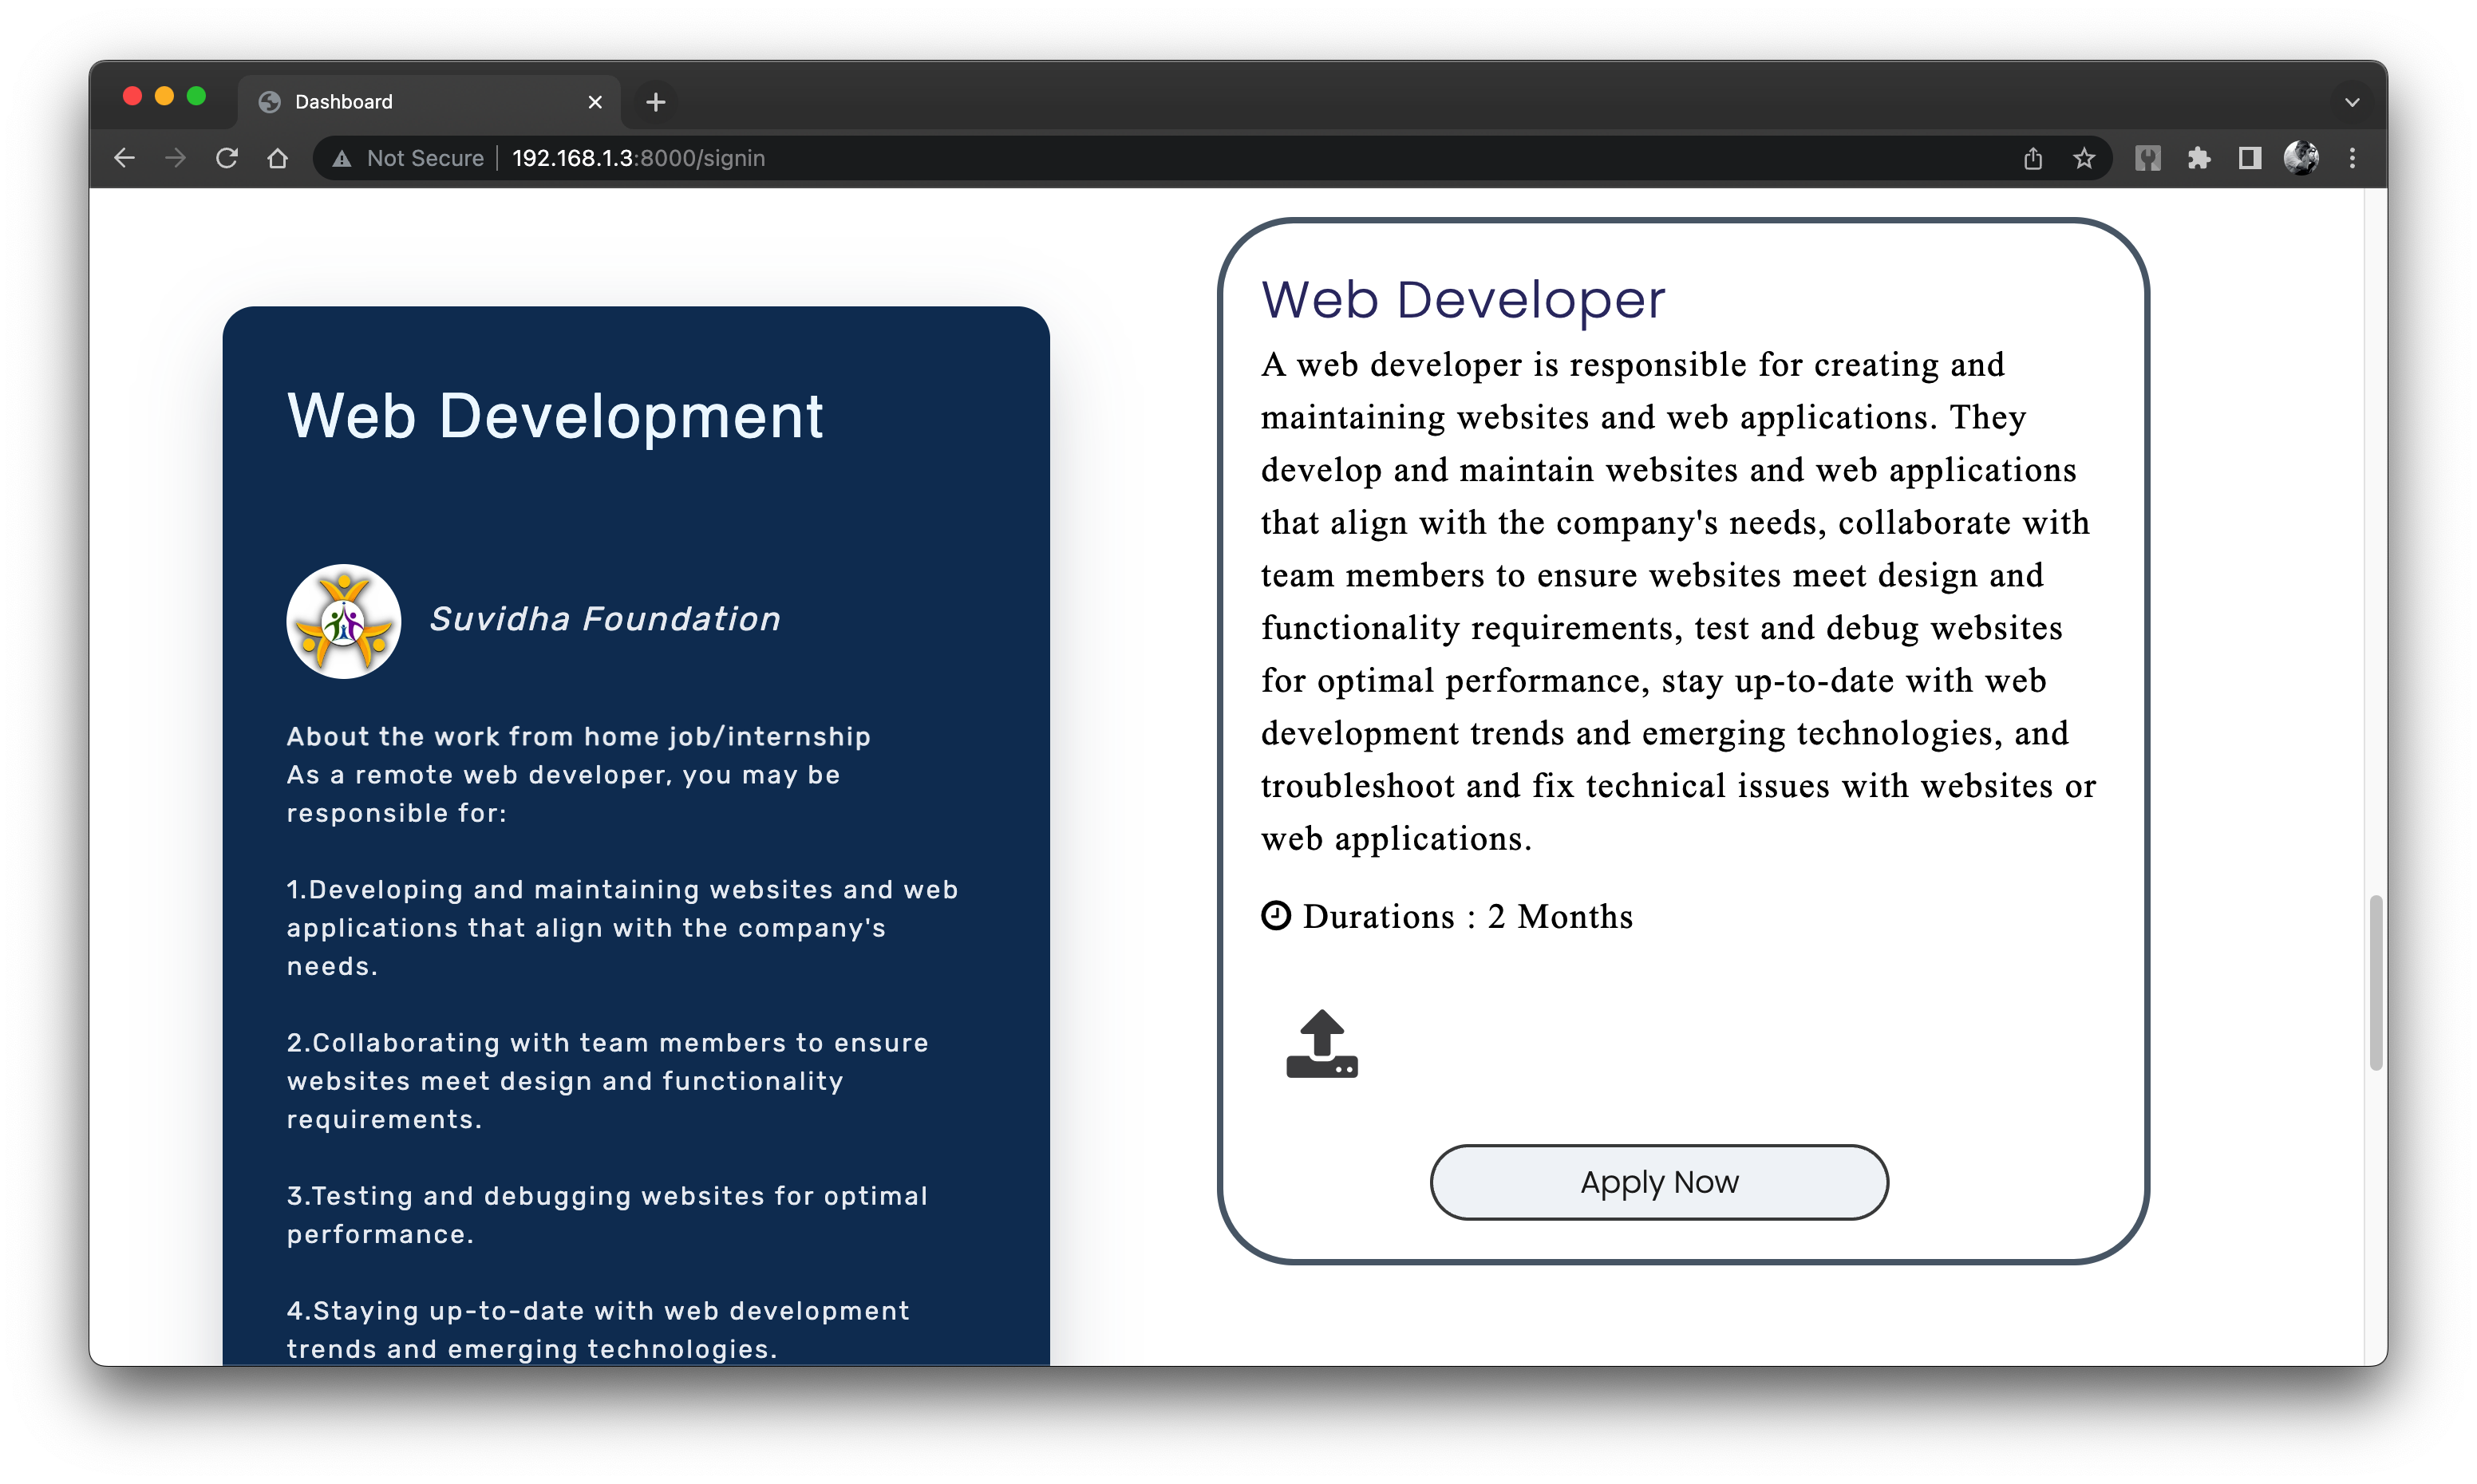 Dashboard
Not Secure
192.168.1.3:8000/signin
Web Development
Suvidha Foundation
About the work from home job/internship
As a remote web developer, you may be
responsible for:
1.Developing and maintaining websites and web
applications that align with the company's
needs.
2.Collaborating with team members to ensure
websites meet design and functionality
requirements.
3.Testing and debugging websites for optimal
performance.
4.Staying up-to-date with web development
trends and emerging technologies.
Web Developer
A web developer is responsible for creating and
maintaining websites and web applications. They
develop and maintain websites and web applications
that align with the company's needs, collaborate with
team members to ensure websites meet design and
functionality requirements, test and debug websites
for optimal performance, stay up-to-date with web
development trends and emerging technologies, and
troubleshoot and fix technical issues with websites or
web applications.
Durations : 2 Months
Apply Now